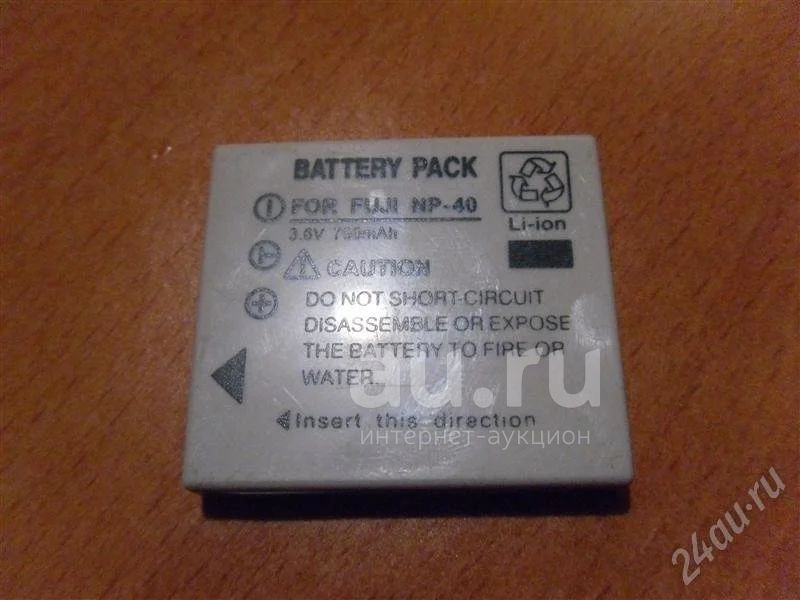 BATTERY PACK
FOR FUJI NP-40
3.6V
CAUTION
DO NOT SHORT-CIRCUIT
DISASSEMBLE OR EXPOSE
THE BATTERY TO FIRE OR
WATER.
Insert this direction
Li-ion
au.ru
интернет-аукцион
24au.ru